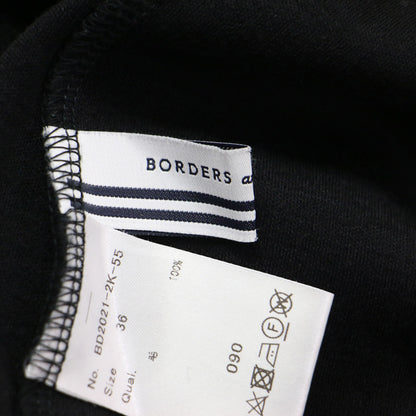 BORDERS a
No. BD2021-2K-55
Size 36
Qual. 毛 100%
090